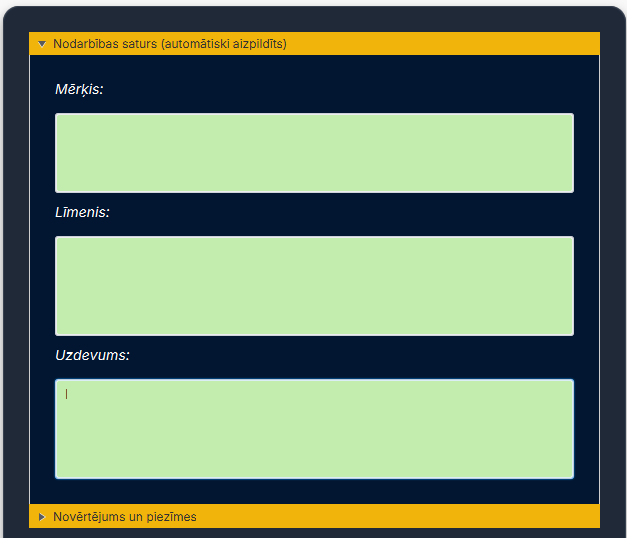 Nodarbības saturs (automātiski aizpildīts)
Mērķis:
Līmenis:
Uzdevums:
Novērtējums un piezīmes